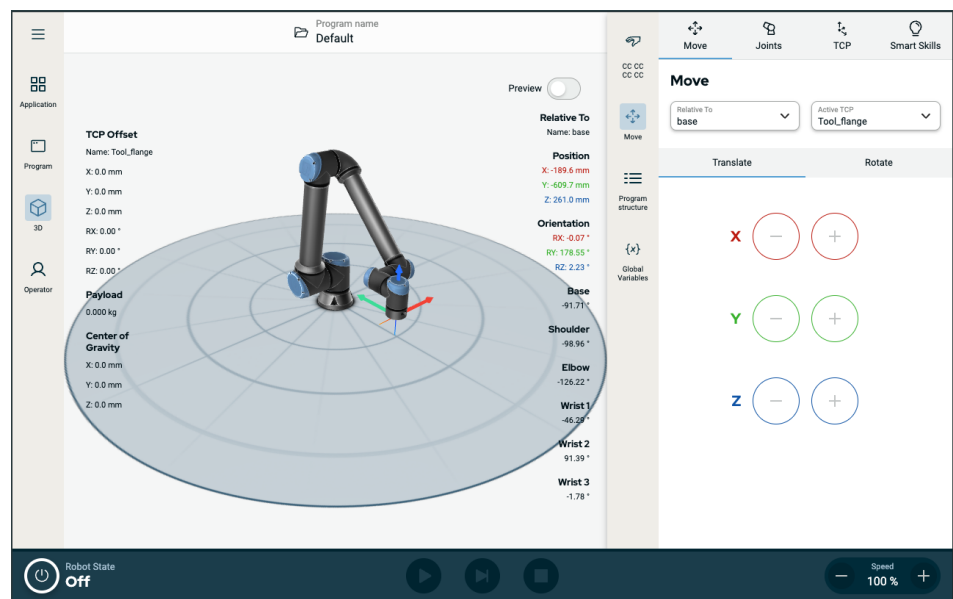 Program name
Default
Application
Program
3D
Operator
TCP Offset
Name: Tool_flange
X: 0.0 mm
Y: 0.0 mm
Z: 0.0 mm
RX: 0.00 °
RY: 0.00 °
RZ: 0.00 °
Payload
0.000 kg
Center of
Gravity
X: 0.0 mm
Y: 0.0 mm
Z: 0.0 mm
Preview
Relative To
Name: base
Position
X: -189.6 mm
Y: -609.7 mm
Z: 261.0 mm
Orientation
RX: -0.07 °
RY: 178.55 °
RZ: 2.23 °
Base
-91.71 °
Shoulder
-98.96 °
Elbow
-126.22 °
Wrist 1
-46.28 °
Wrist 2
91.39 °
Wrist 3
-1.78 °
CC CC
CC CC
Move
Program
structure
{x}
Global
Variables
Move
Joints
TCP
Smart Skills
Move
Relative To
base
Active TCP
Tool_flange
Translate
Rotate
X − +
Y − +
Z − +
Robot State
Off
Speed
− 100 % +